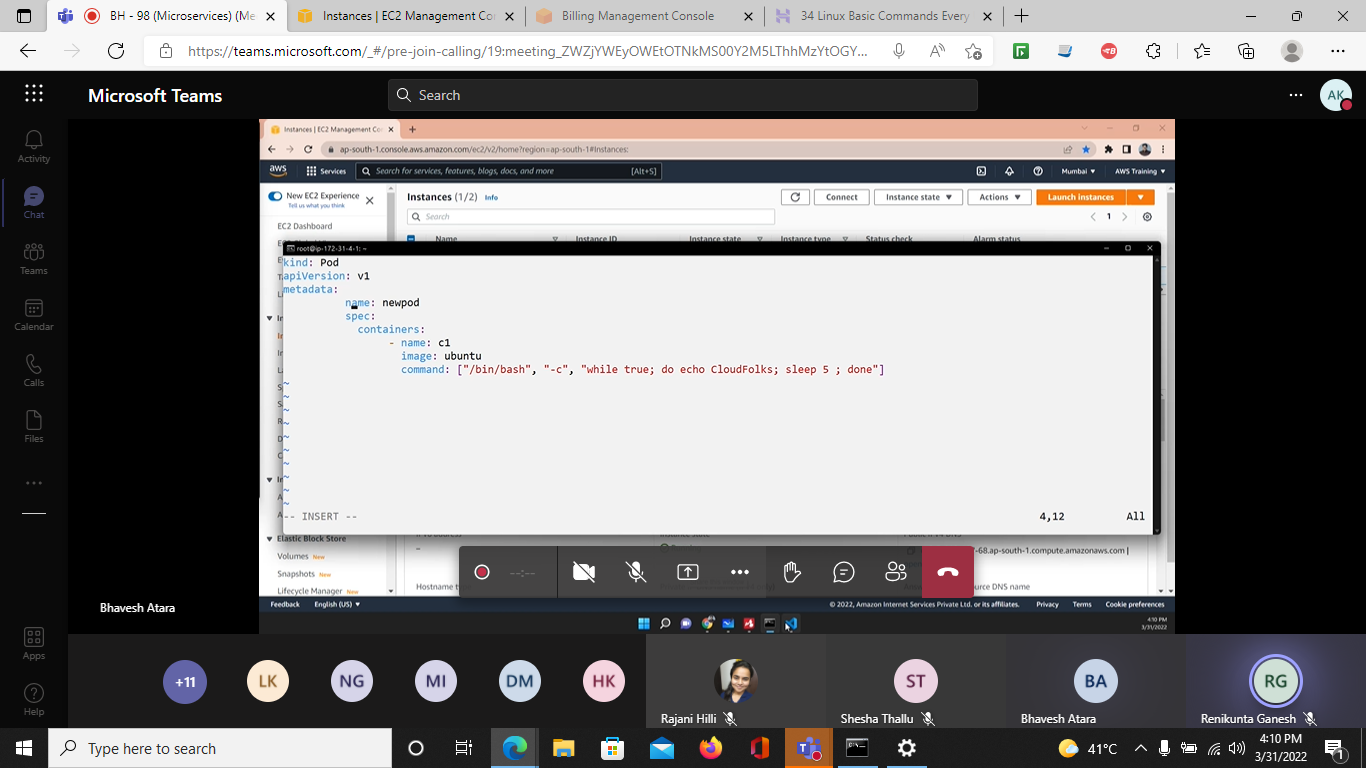 BH - 98 (Microservices) (Me
Instances | EC2 Management Co
Billing Management Console
34 Linux Basic Commands Every
https://teams.microsoft.com/_#/pre-join-calling/19:meeting_ZWZjYWEyOWEtOTNkMS00Y2M5LThhMzYtOGY...
Microsoft Teams
Search
AK
Activity
Chat
Teams
Calendar
Calls
Files
Apps
Help
Instances | EC2 Management Co
ap-south-1.console.aws.amazon.com/ec2/v2/home?region=ap-south-1#Instances:
aws
Services
Search for services, features, blogs, docs, and more
[Alt+S]
Mumbai
AWS Training
New EC2 Experience
Tell us what you think
Instances (1/2) Info
Connect
Instance state
Actions
Launch instances
Search
1
EC2 Dashboard
Name
Instance ID
Instance state
Instance type
Status check
Alarm status
root@ip-172-31-4-1: ~
kind: Pod
apiVersion: v1
metadata:
name: newpod
spec:
containers:
- name: c1
image: ubuntu
command: ["/bin/bash", "-c", "while true; do echo CloudFolks; sleep 5 ; done"]
~
~
~
~
~
~
~
~
~
~
-- INSERT --
4,12
All
Elastic Block Store
Volumes New
Snapshots New
Lifecycle Manager New
-68.ap-south-1.compute.amazonaws.com |
Hostname type
ource DNS name
--:--
Feedback
English (US)
© 2022, Amazon Internet Services Private Ltd. or its affiliates.
Privacy
Terms
Cookie preferences
4:10 PM
3/31/2022
Bhavesh Atara
+11
LK
NG
MI
DM
HK
Rajani Hilli
ST
Shesha Thallu
BA
Bhavesh Atara
RG
Renikunta Ganesh
Type here to search
41°C
4:10 PM
3/31/2022
1